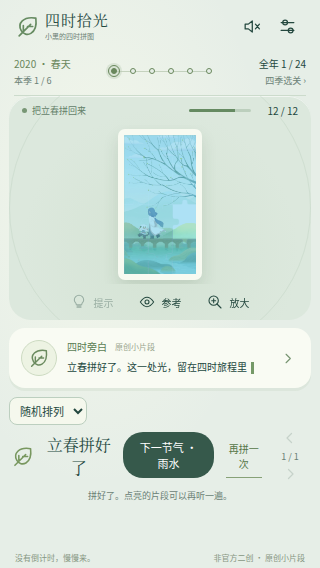 四时拾光
小黑的四时拼图
2020 · 春天
本季 1 / 6
全年 1 / 24
四季选关 ›
把立春拼回来
12 / 12
提示
参考
放大
四时旁白 原创小片段
立春拼好了。这一处光，留在四时旅程里
随机排列
立春拼好
了
下一节气 ·
雨水
再拼一
次
1 / 1
拼好了。点亮的片段可以再听一遍。
没有倒计时，慢慢来。
非官方二创 · 原创小片段